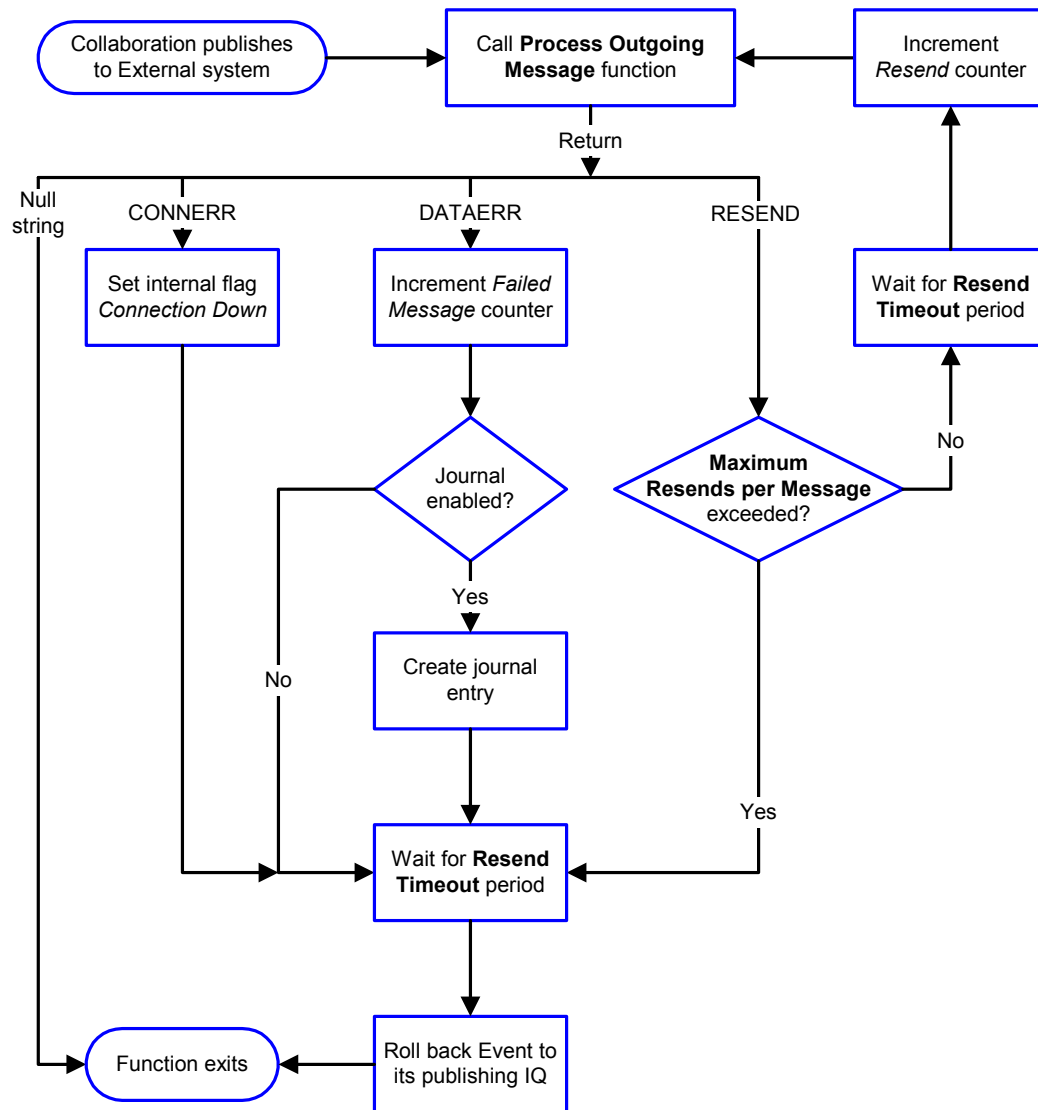 Collaboration publishes
to External system
Call Process Outgoing
Message function
Increment
Resend counter
Return
Null
string
CONNERR
DATAERR
RESEND
Set internal flag
Connection Down
Increment Failed
Message counter
Wait for Resend
Timeout period
No
Journal
enabled?
Maximum
Resends per Message
exceeded?
Yes
No
Create journal
entry
Yes
Wait for Resend
Timeout period
Function exits
Roll back Event to
its publishing IQ